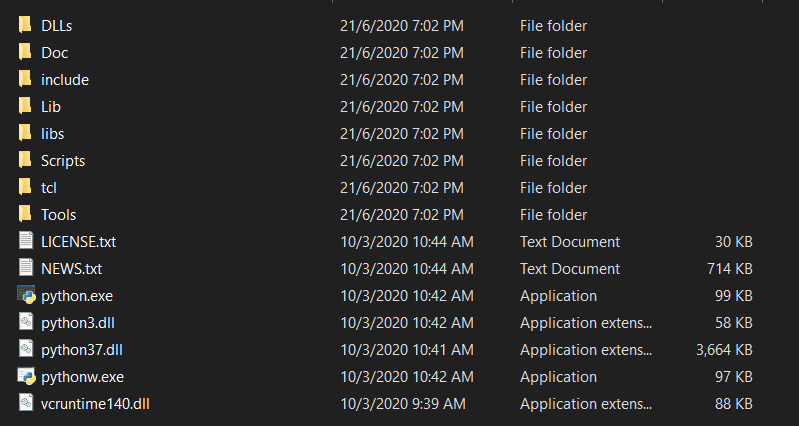 DLLs 21/6/2020 7:02 PM File folder
Doc 21/6/2020 7:02 PM File folder
include 21/6/2020 7:02 PM File folder
Lib 21/6/2020 7:02 PM File folder
libs 21/6/2020 7:02 PM File folder
Scripts 21/6/2020 7:02 PM File folder
tcl 21/6/2020 7:02 PM File folder
Tools 21/6/2020 7:02 PM File folder
LICENSE.txt 10/3/2020 10:44 AM Text Document 30 KB
NEWS.txt 10/3/2020 10:44 AM Text Document 714 KB
python.exe 10/3/2020 10:42 AM Application 99 KB
python3.dll 10/3/2020 10:42 AM Application extens... 58 KB
python37.dll 10/3/2020 10:41 AM Application extens... 3,664 KB
pythonw.exe 10/3/2020 10:42 AM Application 97 KB
vcruntime140.dll 10/3/2020 9:39 AM Application extens... 88 KB